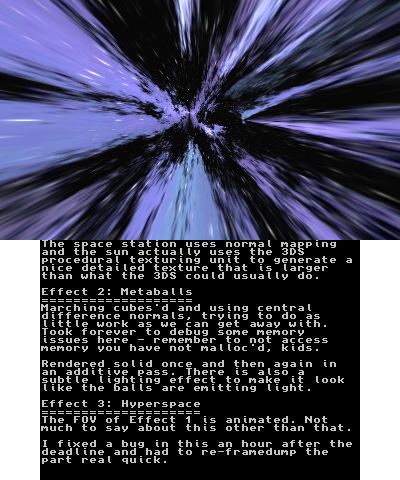 The space station uses normal mapping
and the sun actually uses the 3DS
procedural texturing unit to generate a
nice detailed texture that is larger
than what the 3DS could usually do.
Effect 2: Metaballs
===================
Marching cubes'd and using central
difference normals, trying to do as
little work as we can get away with.
Took forever to debug some memory
issues here - remember to not access
memory you have not malloc'd, kids.
Rendered solid once and then again in
an additive pass. There is also a
subtle lighting effect to make it look
like the balls are emitting light.
Effect 3: Hyperspace
====================
The FOV of Effect 1 is animated. Not
much to say about this other than that.
I fixed a bug in this an hour after the
deadline and had to re-framedump the
part real quick.